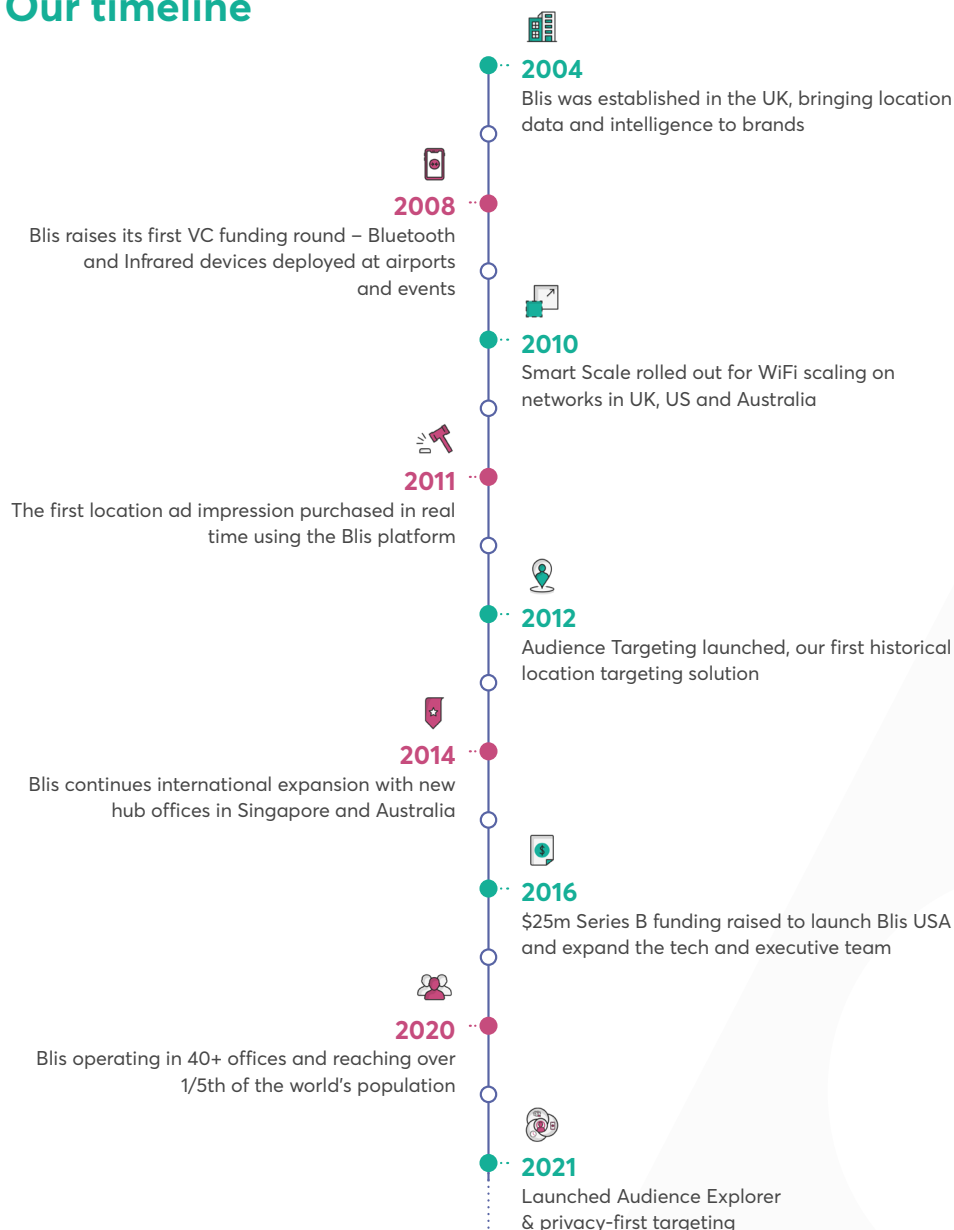 Our timeline
2004
Blis was established in the UK, bringing location
data and intelligence to brands
2008
Blis raises its first VC funding round – Bluetooth
and Infrared devices deployed at airports
and events
2010
Smart Scale rolled out for WiFi scaling on
networks in UK, US and Australia
2011
The first location ad impression purchased in real
time using the Blis platform
2012
Audience Targeting launched, our first historical
location targeting solution
2014
Blis continues international expansion with new
hub offices in Singapore and Australia
2016
$25m Series B funding raised to launch Blis USA
and expand the tech and executive team
2020
Blis operating in 40+ offices and reaching over
1/5th of the world's population
2021
Launched Audience Explorer
& privacy-first targeting